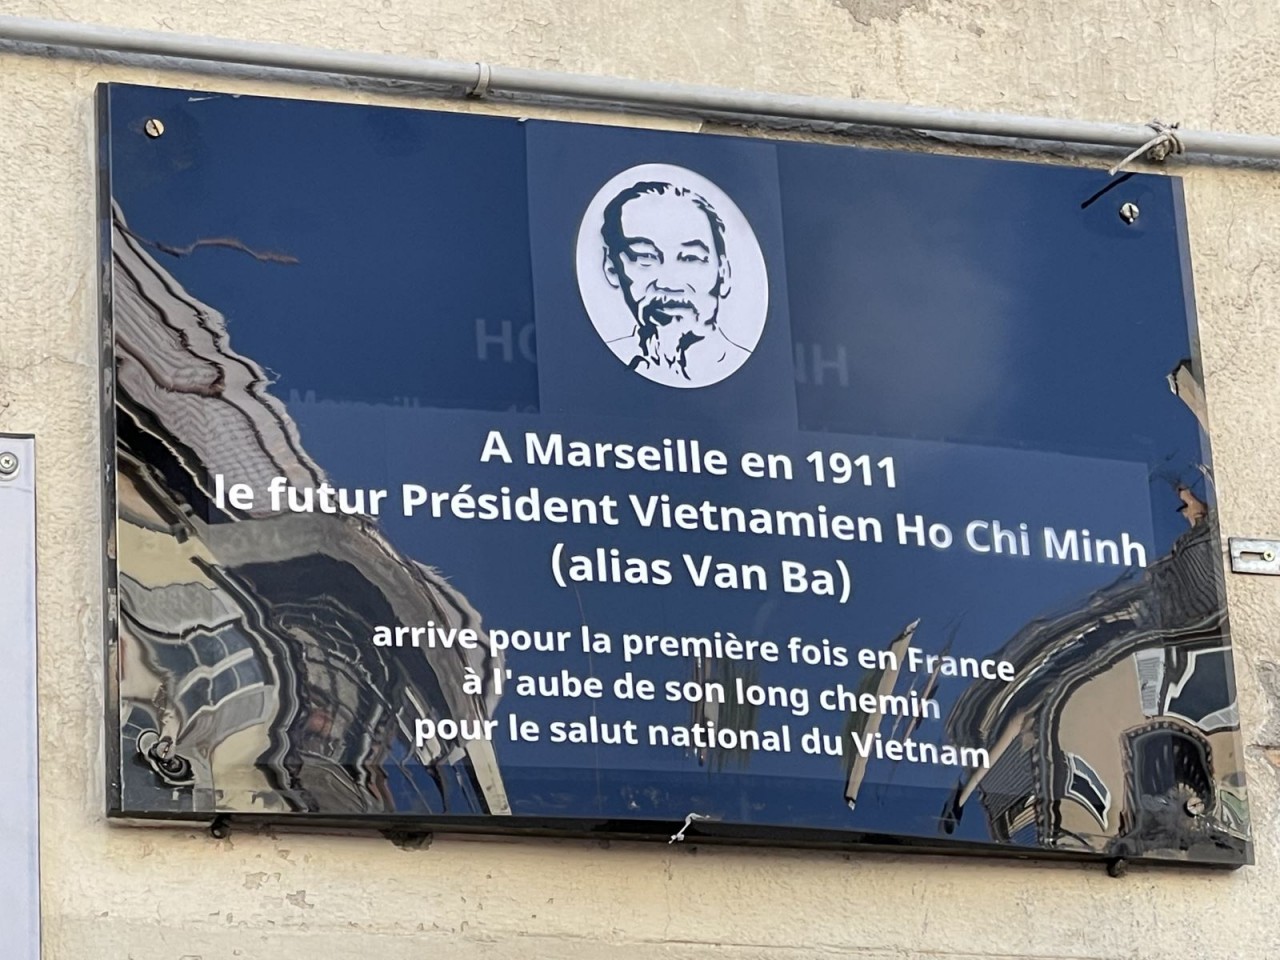 A Marseille en 1911
le futur Président Vietnamien Ho Chi Minh
(alias Van Ba)
arrive pour la première fois en France
à l'aube de son long chemin
pour le salut national du Vietnam